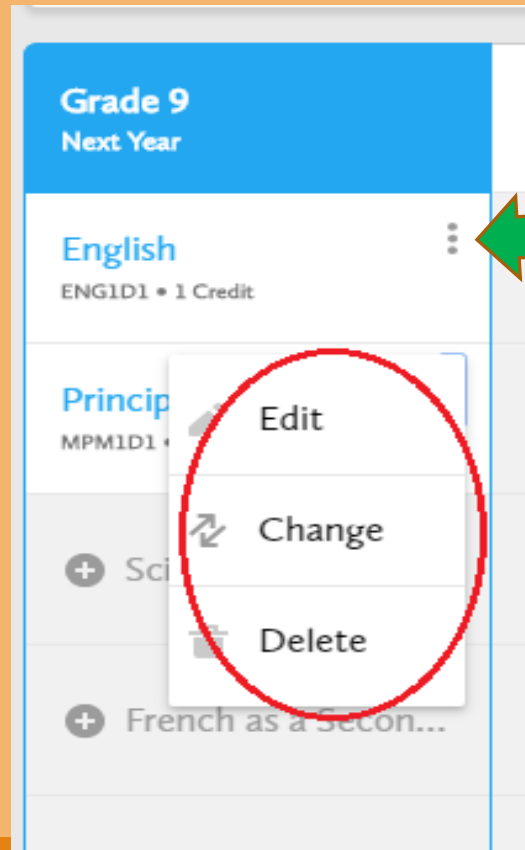 Grade 9
Next Year
English
ENG1D1 • 1 Credit
Princip
MPM1D1 •
Edit
Change
Delete
Sci
French as a Secon...